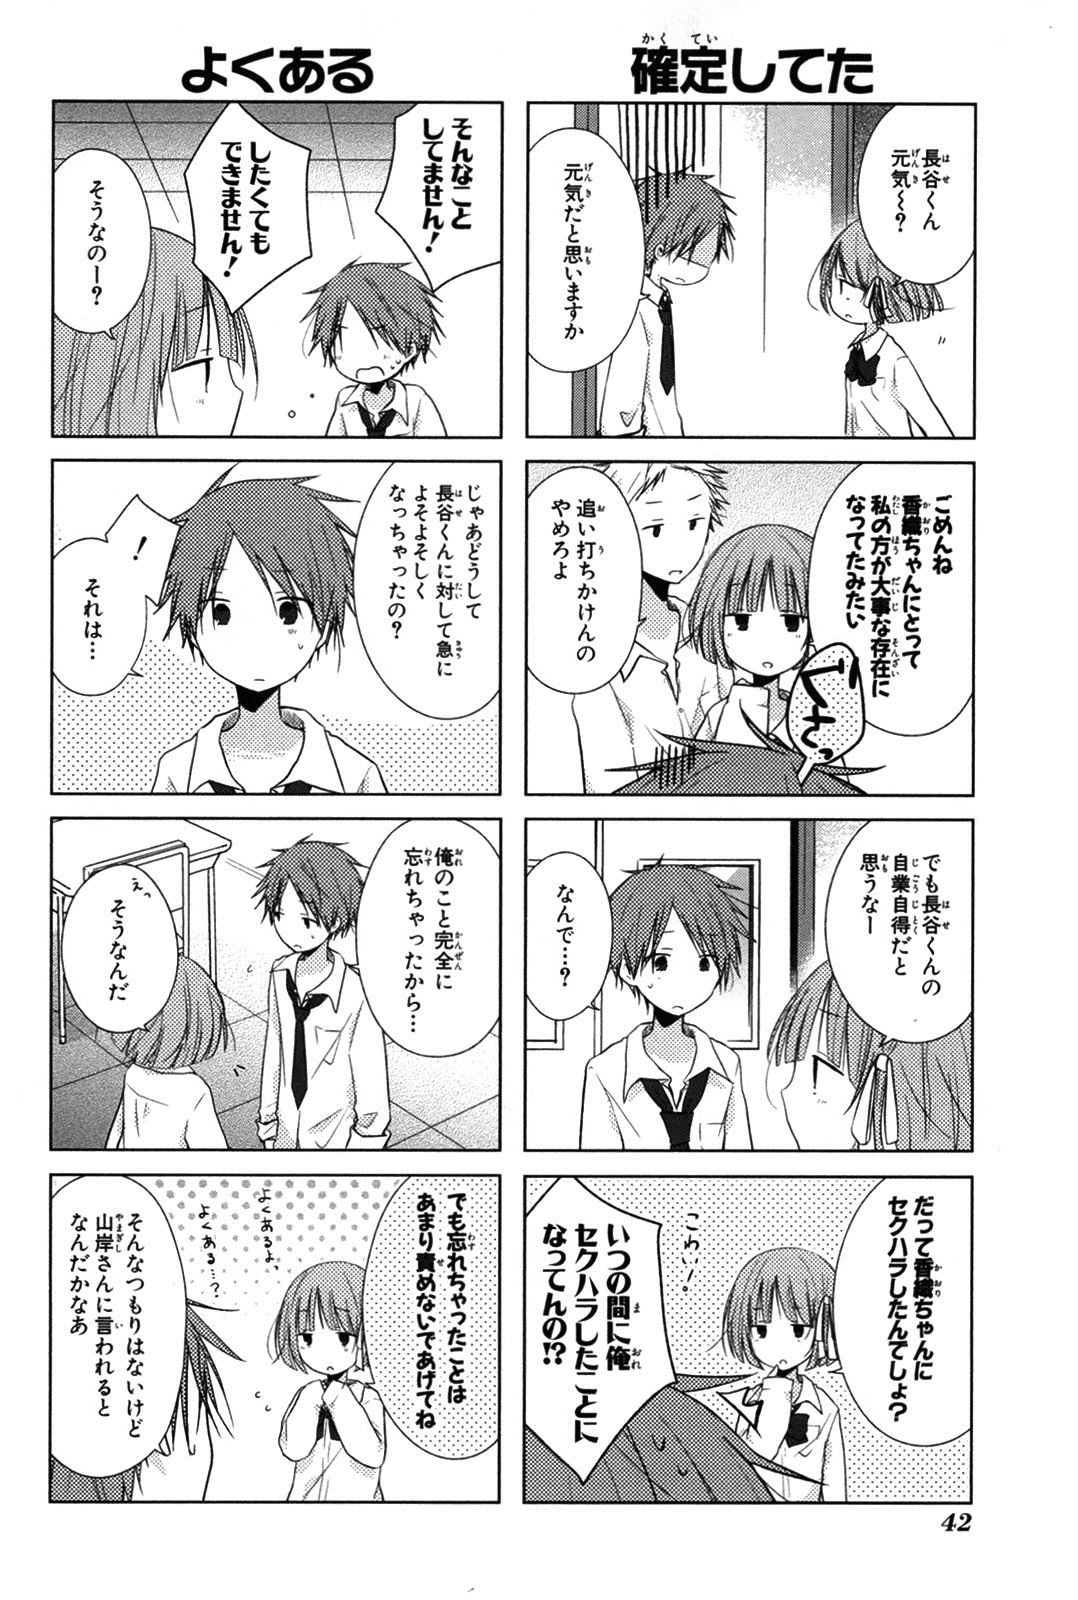 確定してた
長谷くん
元気〜?
元気だと思いますか
ごめんね
香織ちゃんにとって
私の方が大事な存在に
なってたみたい
ぐさっ
追い打ちかけんの
やめろよ
でも長谷くんの
自業自得だと
思うなー
なんで…?
だって香織ちゃんに
セクハラしたんでしょ?
こわい!
いつの間に俺
セクハラしたことに
なってんの!?
よくある
そんなこと
してません!
したくても
できません!
そうなのー?
じゃあどうして
長谷くんに対して急に
よそよそしく
なっちゃったの?
!
それは…
俺のこと完全に
忘れちゃったから…
えっ
そうなんだ
でも忘れちゃったことは
あまり責めないであげてね
よくあるよっ
よくある…?
そんなつもりはないけど
山岸さんに言われると
なんだかなあ
42